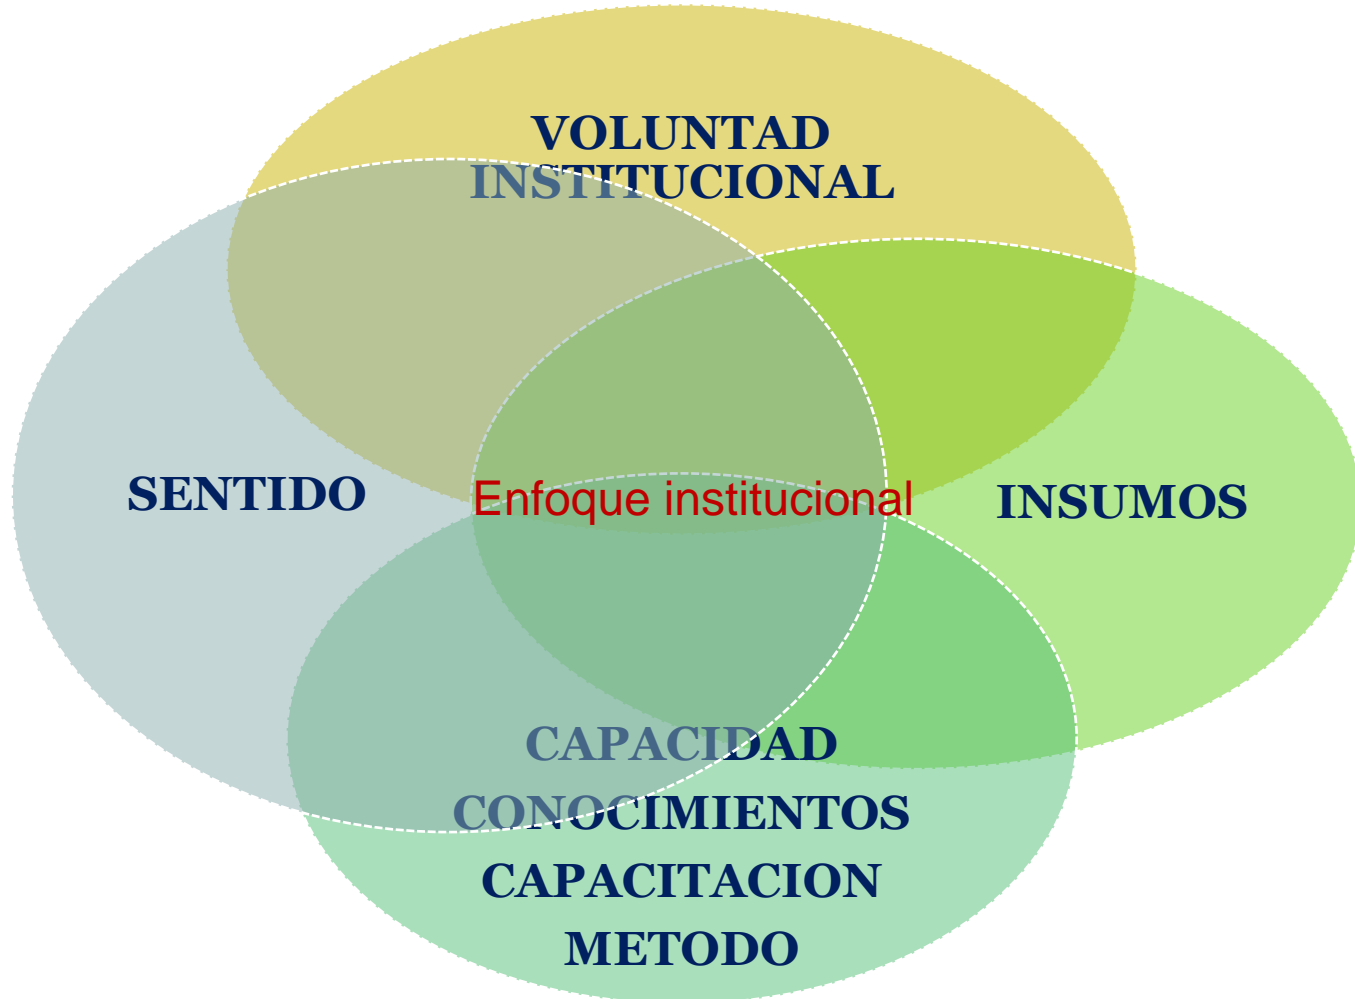 VOLUNTAD
INSTITUCIONAL
SENTIDO
Enfoque institucional
INSUMOS
CAPACIDAD
CONOCIMIENTOS
CAPACITACION
METODO